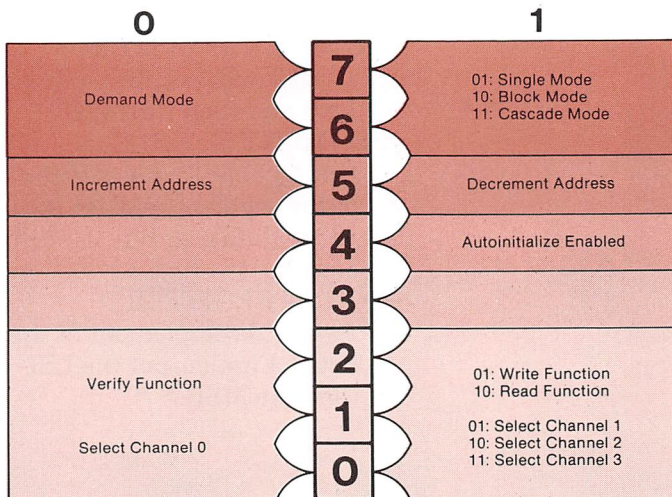 0
1
7
6
5
4
3
2
1
0
Demand Mode
01: Single Mode
10: Block Mode
11: Cascade Mode
Increment Address
Decrement Address
Autoinitialize Enabled
Verify Function
01: Write Function
10: Read Function
Select Channel 0
01: Select Channel 1
10: Select Channel 2
11: Select Channel 3